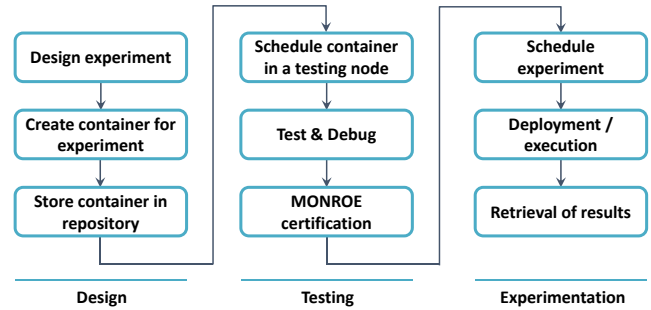 Design experiment
Create container for
experiment
Store container in
repository
Design
Schedule container
in a testing node
Test & Debug
MONROE
certification
Testing
Schedule
experiment
Deployment /
execution
Retrieval of results
Experimentation